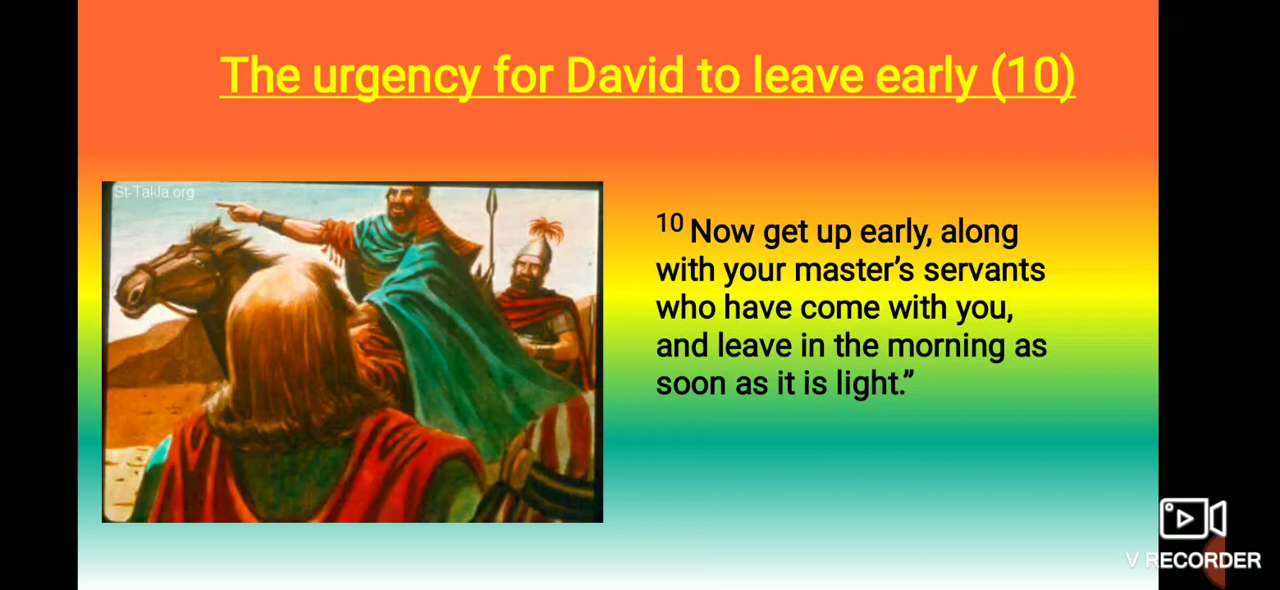 The urgency for David to leave early (10)
St-Takla.org
10 Now get up early, along
with your master’s servants
who have come with you,
and leave in the morning as
soon as it is light.”
V RECORDER